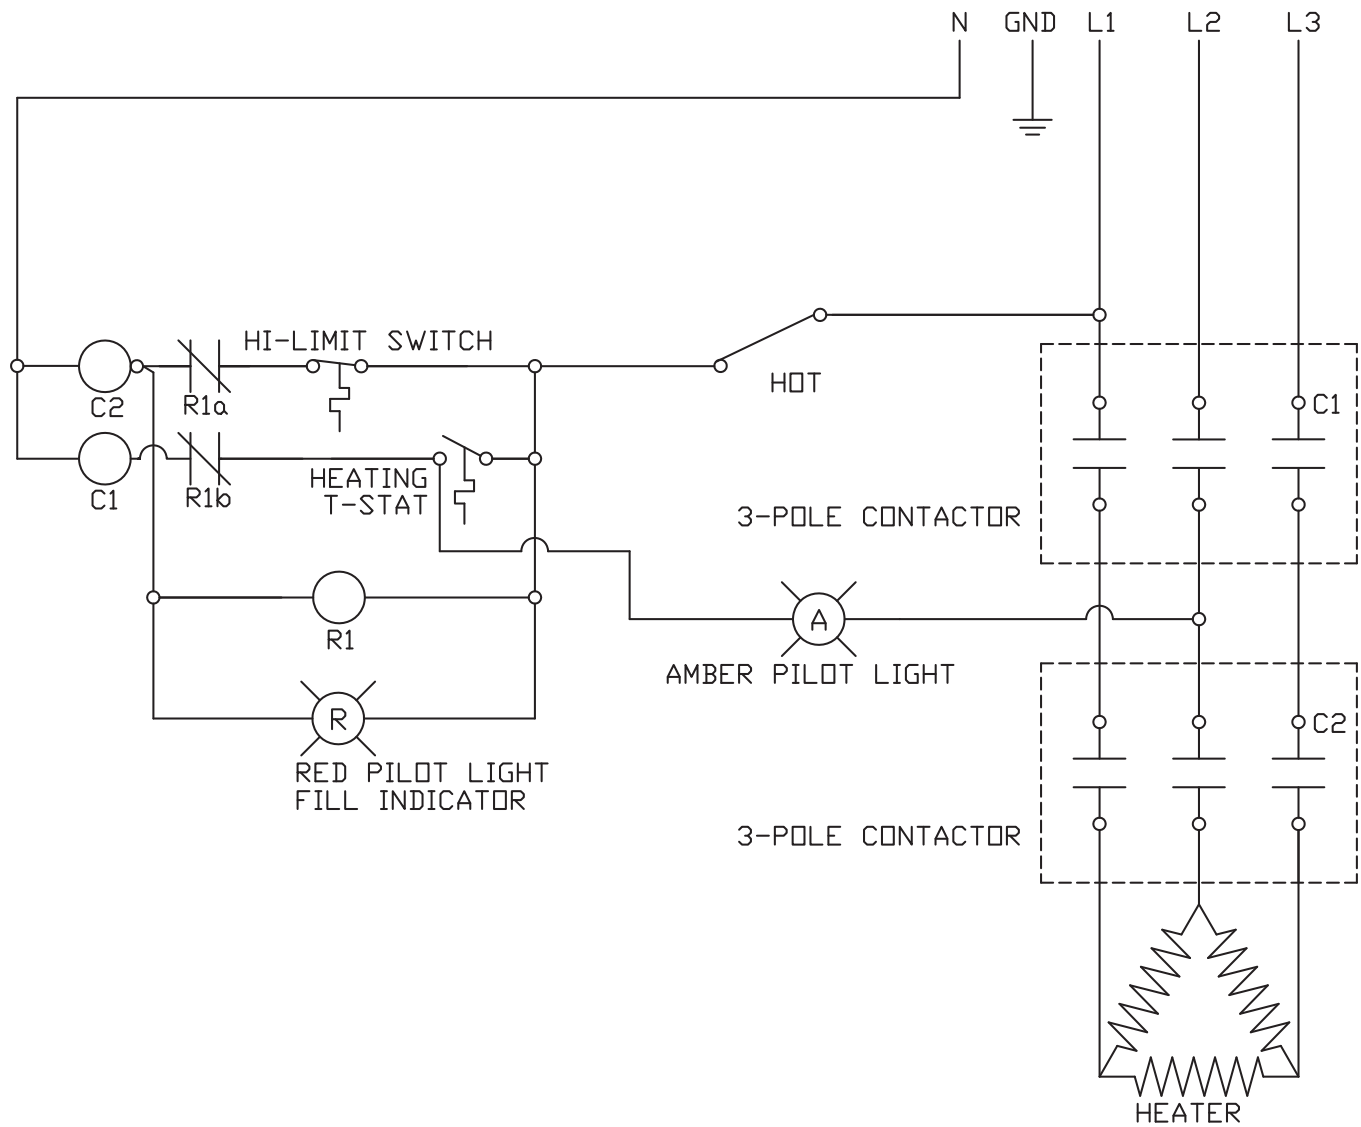 N GND L1 L2 L3
HI-LIMIT SWITCH
C2
R1a
HOT
C1
HEATING
T-STAT
C1
R1b
3-POLE CONTACTOR
A
R1
AMBER PILOT LIGHT
R
C2
RED PILOT LIGHT
FILL INDICATOR
3-POLE CONTACTOR
HEATER